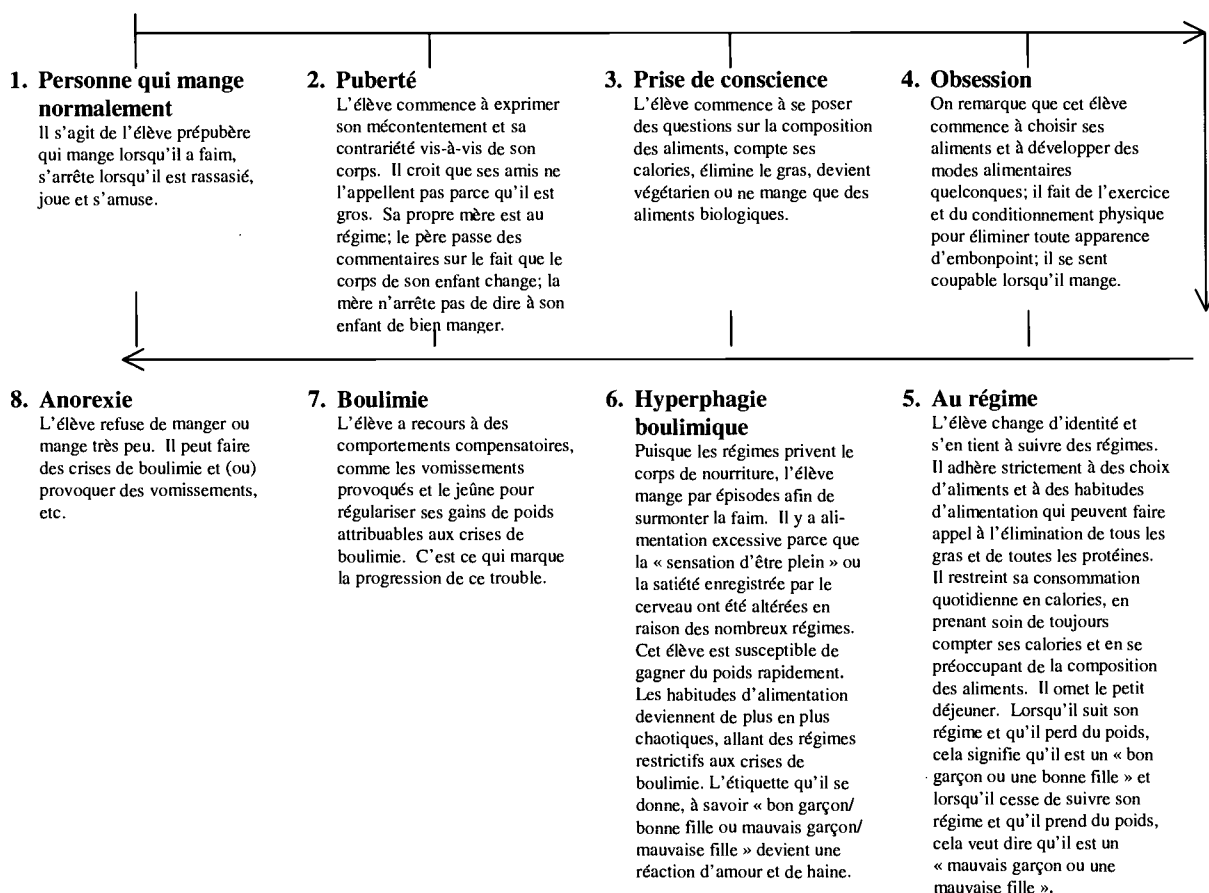 1. Personne qui mange
normalement
Il s'agit de l'élève prépubère
qui mange lorsqu'il a faim,
s'arrête lorsqu'il est rassasié,
joue et s'amuse.
2. Puberté
L'élève commence à exprimer
son mécontentement et sa
contrariété vis-à-vis de son
corps. Il croit que ses amis ne
l'appellent pas parce qu'il est
gros. Sa propre mère est au
régime; le père passe des
commentaires sur le fait que le
corps de son enfant change; la
mère n'arrête pas de dire à son
enfant de bien manger.
3. Prise de conscience
L'élève commence à se poser
des questions sur la composition
des aliments, compte ses
calories, élimine le gras, devient
végétarien ou ne mange que des
aliments biologiques.
4. Obsession
On remarque que cet élève
commence à choisir ses
aliments et à développer des
modes alimentaires
quelconques; il fait de l'exercice
et du conditionnement physique
pour éliminer toute apparence
d'embonpoint; il se sent
coupable lorsqu'il mange.
5. Au régime
L'élève change d'identité et
s'en tient à suivre des régimes.
Il adhère strictement à des choix
d'aliments et à des habitudes
d'alimentation qui peuvent faire
appel à l'élimination de tous les
gras et de toutes les protéines.
Il restreint sa consommation
quotidienne en calories, en
prenant soin de toujours
compter ses calories et en se
préoccupant de la composition
des aliments. Il omet le petit
déjeuner. Lorsqu'il suit son
régime et qu'il perd du poids,
cela signifie qu'il est un « bon
garçon ou une bonne fille » et
lorsqu'il cesse de suivre son
régime et qu'il prend du poids,
cela veut dire qu'il est un
« mauvais garçon ou une
mauvaise fille ».
6. Hyperphagie
boulimique
Puisque les régimes privent le
corps de nourriture, l'élève
mange par épisodes afin de
surmonter la faim. Il y a ali-
mentation excessive parce que
la « sensation d'être plein » ou
la satiété enregistrée par le
cerveau ont été altérées en
raison des nombreux régimes.
Cet élève est susceptible de
gagner du poids rapidement.
Les habitudes d'alimentation
deviennent de plus en plus
chaotiques, allant des régimes
restrictifs aux crises de
boulimie. L'étiquette qu'il se
donne, à savoir « bon garçon/
bonne fille ou mauvais garçon/
mauvaise fille » devient une
réaction d'amour et de haine.
7. Boulimie
L'élève a recours à des
comportements compensatoires,
comme les vomissements
provoqués et le jeûne pour
régulariser ses gains de poids
attribuables aux crises de
boulimie. C'est ce qui marque
la progression de ce trouble.
8. Anorexie
L'élève refuse de manger ou
mange très peu. Il peut faire
des crises de boulimie et (ou)
provoquer des vomissements,
etc.